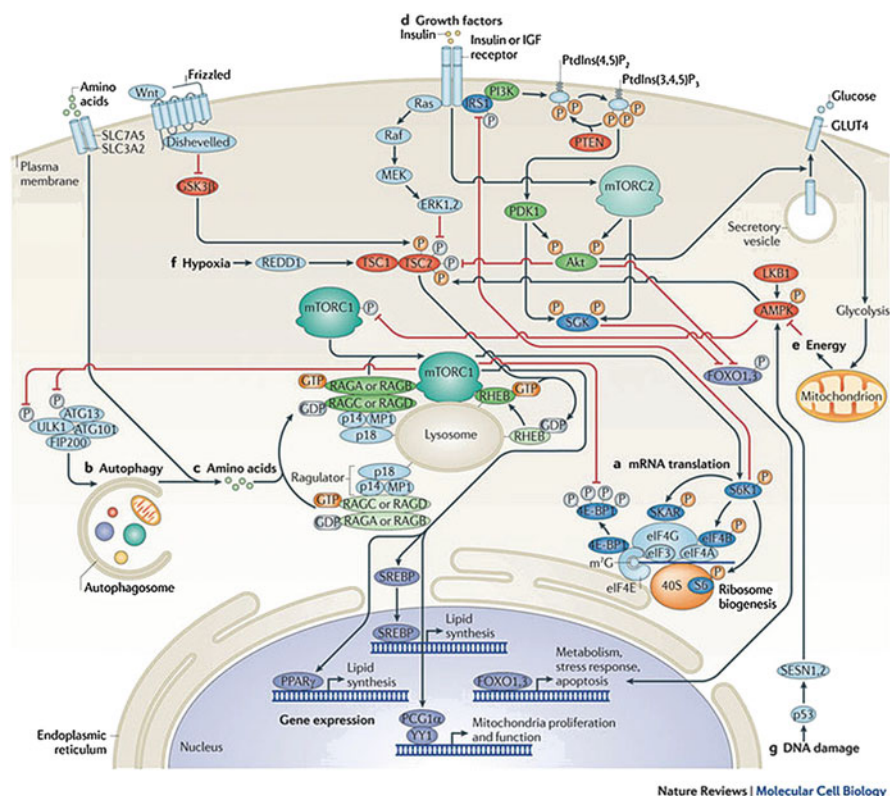 d Growth factors
Insulin
Insulin or IGF
receptor
PtdIns(4,5)P2
PtdIns(3,4,5)P3
Amino
acids
Wnt
Frizzled
Glucose
GLUT4
SLC7A5
SLC3A2
Dishevelled
Plasma
membrane
GSK3β
Ras
Raf
MEK
ERK1,2
IRS1
PI3K
P
P
P
P
P
P
PTEN
mTORC2
PDK1
P
P
Akt
Secretory
vesicle
f Hypoxia
REDD1
TSC1
TSC2
P
P
P
P
LKB1
AMPK
P
Glycolysis
e Energy
Mitochondrion
mTORC1
P
P
P
SGK
P
FOXO1,3
mTORC1
GTP
RAGA or RAGB
GDP
RAGC or RAGD
p14
MP1
p18
RHEB
GTP
GDP
RHEB
Lysosome
P
P
ATG13
ULK1
ATG101
FIP200
b Autophagy
c Amino acids
Autophagosome
Ragulator
p18
p14
MP1
GTP
RAGC or RAGD
GDP
RAGA or RAGB
a mRNA translation
P
S6K1
P
SKAR
P
P
P
P
4E-BP1
4E-BP1
eIF4G
eIF4B
P
eIF3
eIF4A
m7G
eIF4E
40S
S6
P
Ribosome
biogenesis
SREBP
SREBP
Lipid
synthesis
PPARγ
Lipid
synthesis
FOXO1,3
Metabolism,
stress response,
apoptosis
Gene expression
PCG1α
YY1
Mitochondria proliferation
and function
Endoplasmic
reticulum
Nucleus
SESN1,2
p53
g DNA damage
Nature Reviews | Molecular Cell Biology